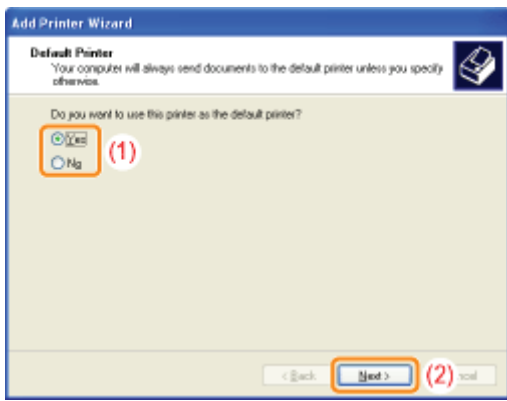 Add Printer Wizard
Default Printer
Your computer will always send documents to the default printer unless you specify
otherwise.
Do you want to use this printer as the default printer?
Yes
(1)
No
< Back
Next >
(2)